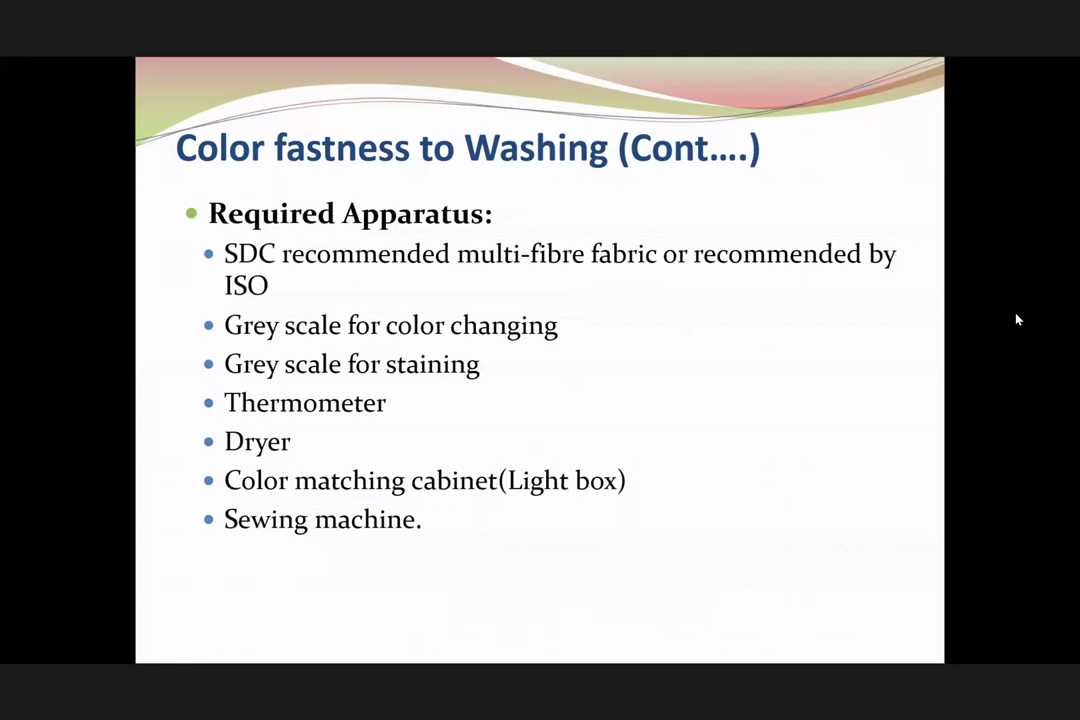 Color fastness to Washing (Cont....)
Required Apparatus:
SDC recommended multi-fibre fabric or recommended by
ISO
Grey scale for color changing
Grey scale for staining
Thermometer
Dryer
Color matching cabinet(Light box)
Sewing machine.